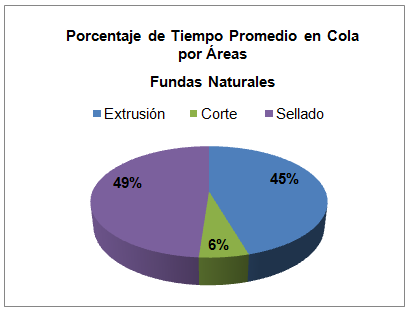 Porcentaje de Tiempo Promedio en Cola
por Áreas
Fundas Naturales
Extrusión Corte Sellado
49% 45%
6%